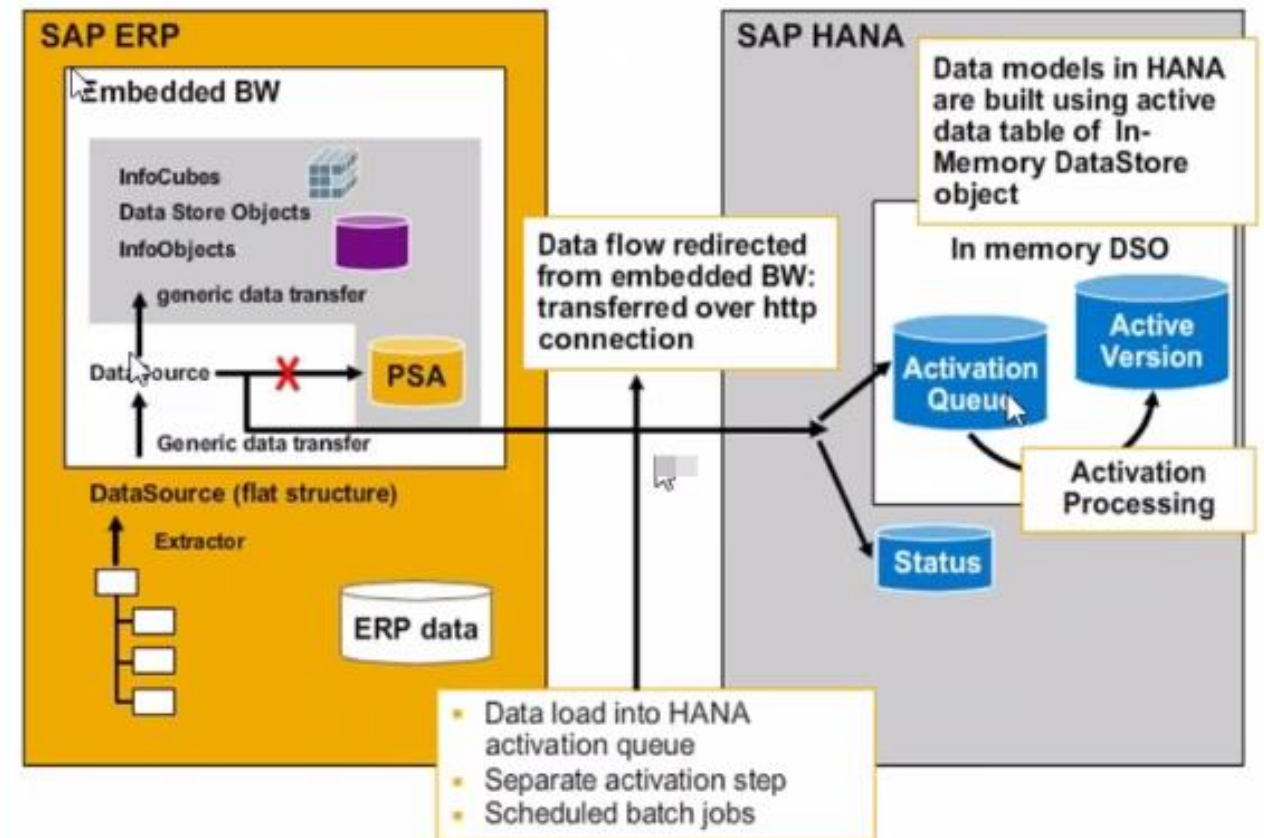 SAP ERP
Embedded BW
InfoCubes
Data Store Objects
InfoObjects
generic data transfer
DataSource
PSA
Generic data transfer
DataSource (flat structure)
Extractor
ERP data
Data flow redirected
from embedded BW:
transferred over http
connection
Data load into HANA
activation queue
Separate activation step
Scheduled batch jobs
SAP HANA
Data models in HANA
are built using active
data table of In-
Memory DataStore
object
In memory DSO
Active
Version
Activation
Queue
Activation
Processing
Status